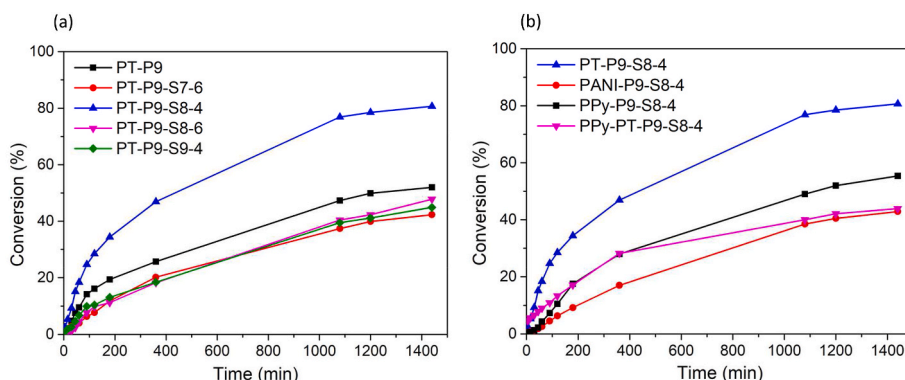 (a)
PT-P9
PT-P9-S7-6
PT-P9-S8-4
PT-P9-S8-6
PT-P9-S9-4
Conversion (%)
100
80
60
40
20
0
0 200 400 600 800 1000 1200 1400
Time (min)
(b)
PT-P9-S8-4
PANI-P9-S8-4
PPy-P9-S8-4
PPy-PT-P9-S8-4
Conversion (%)
100
80
60
40
20
0
0 200 400 600 800 1000 1200 1400
Time (min)